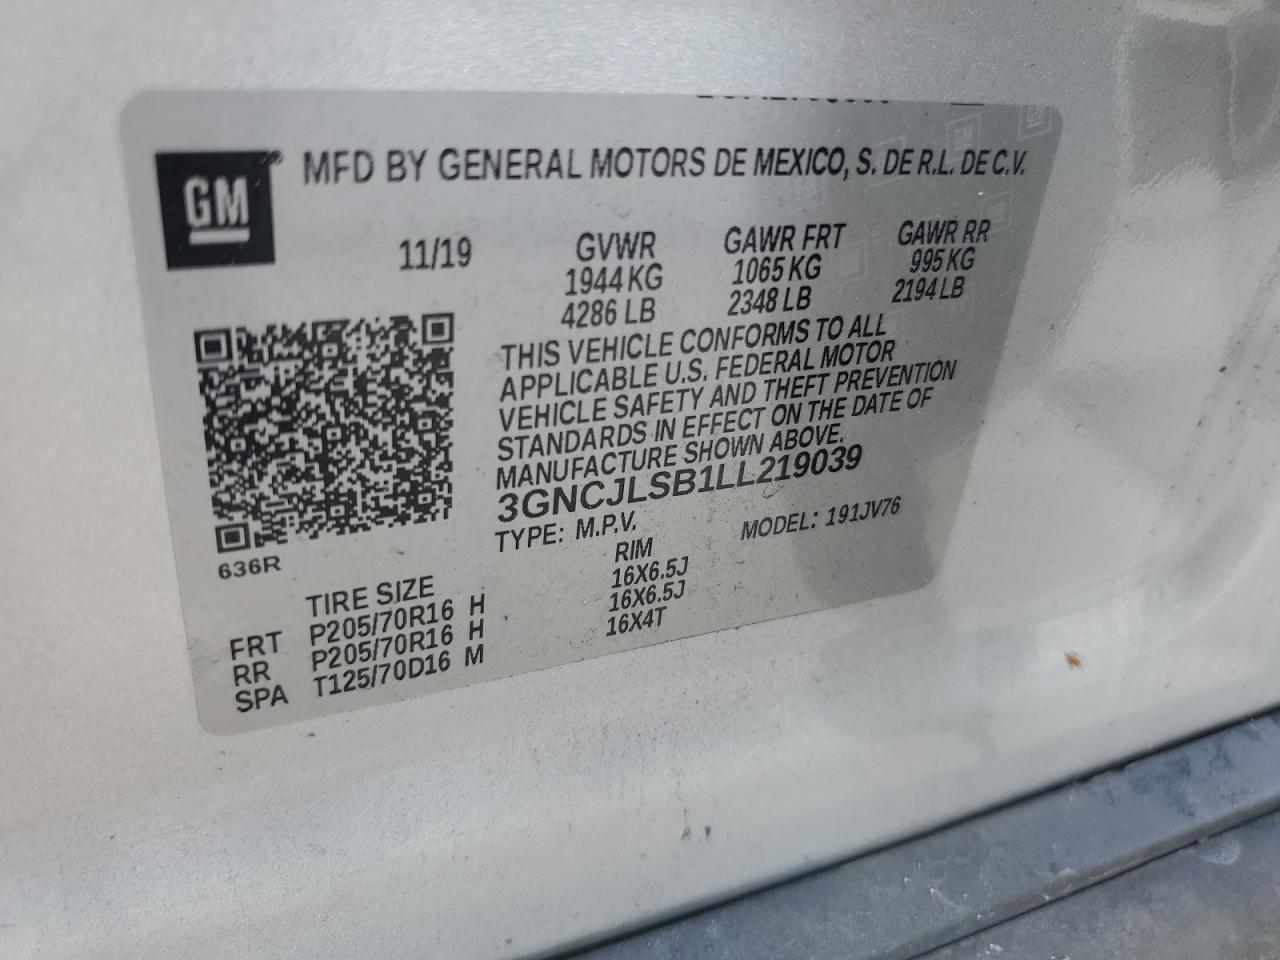 GM
MFD BY GENERAL MOTORS DE MEXICO, S. DE R.L. DE C.V.
11/19 GVWR GAWR FRT GAWR RR
1944 KG 1065 KG 995 KG
4286 LB 2348 LB 2194 LB
THIS VEHICLE CONFORMS TO ALL
APPLICABLE U.S. FEDERAL MOTOR
VEHICLE SAFETY AND THEFT PREVENTION
STANDARDS IN EFFECT ON THE DATE OF
MANUFACTURE SHOWN ABOVE.
3GNCJLSB1LL219039
TYPE: M.P.V. MODEL: 191JV76
636R
TIRE SIZE RIM
FRT P205/70R16 H 16X6.5J
RR P205/70R16 H 16X6.5J
SPA T125/70D16 M 16X4T